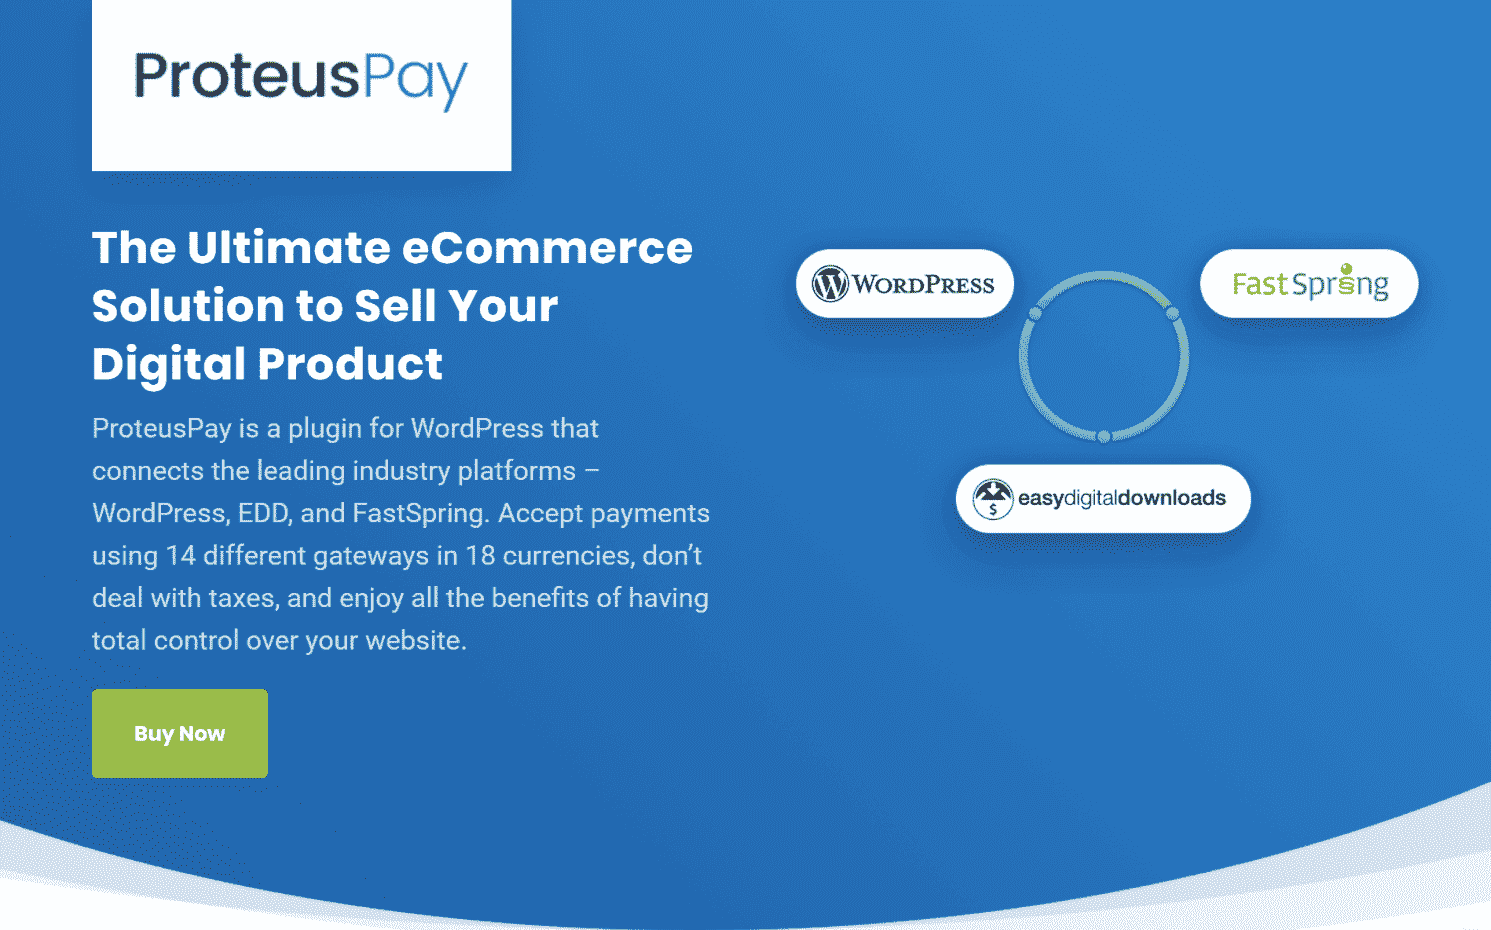 ProteusPay
The Ultimate eCommerce
Solution to Sell Your
Digital Product
ProteusPay is a plugin for WordPress that
connects the leading industry platforms –
WordPress, EDD, and FastSpring. Accept payments
using 14 different gateways in 18 currencies, don’t
deal with taxes, and enjoy all the benefits of having
total control over your website.
Buy Now
WordPress
FastSpring
easydigitaldownloads